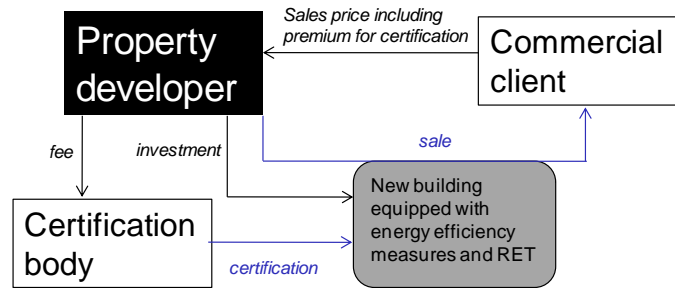 Sales price including
premium for certification
Property
developer
Commercial
client
sale
fee
investment
New building
equipped with
energy efficiency
measures and RET
Certification
body
certification